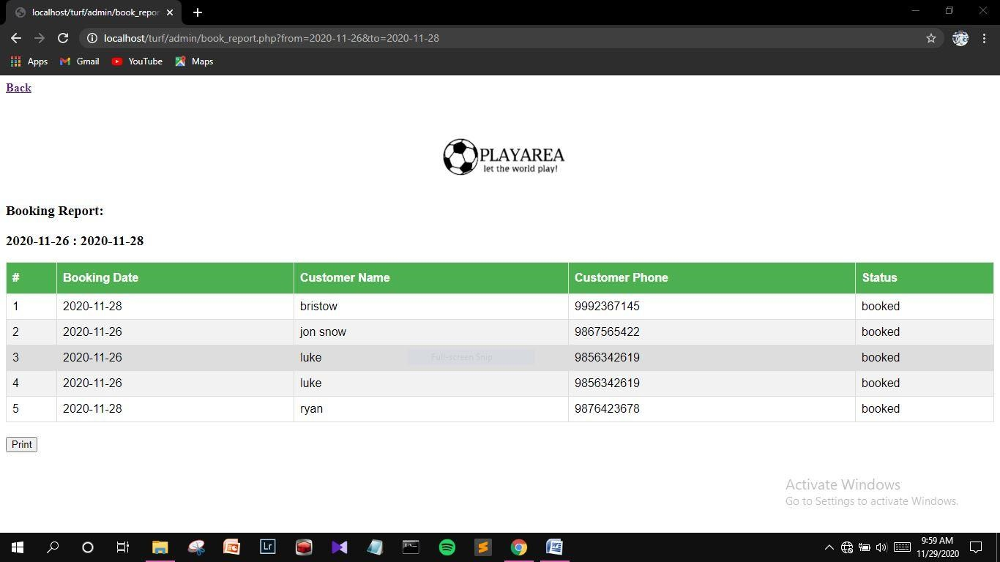 localhost/turf/admin/book_repor
localhost/turf/admin/book_report.php?from=2020-11-26&to=2020-11-28
Apps Gmail YouTube Maps
Back
PLAYAREA
let the world play!
Booking Report:
2020-11-26 : 2020-11-28
# Booking Date Customer Name Customer Phone Status
1 2020-11-28 bristow 9992367145 booked
2 2020-11-26 jon snow 9867565422 booked
3 2020-11-26 luke Full-screen Snip 9856342619 booked
4 2020-11-26 luke 9856342619 booked
5 2020-11-28 ryan 9876423678 booked
Print
Activate Windows
Go to Settings to activate Windows.
Lr
9:59 AM
11/29/2020